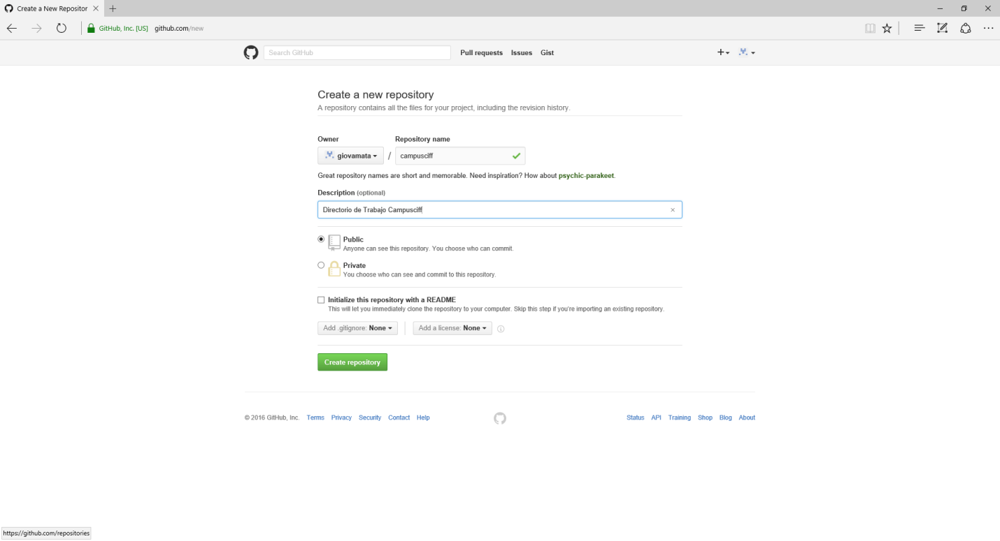 Create a New Repositor
GitHub, Inc. [US] github.com/new
Search GitHub
Pull requests Issues Gist
Create a new repository
A repository contains all the files for your project, including the revision history.
Owner Repository name
giovamata / campusciff
Great repository names are short and memorable. Need inspiration? How about psychic-parakeet.
Description (optional)
Directorio de Trabajo Campusciff
Public
Anyone can see this repository. You choose who can commit.
Private
You choose who can see and commit to this repository.
Initialize this repository with a README
This will let you immediately clone the repository to your computer. Skip this step if you're importing an existing repository.
Add .gitignore: None Add a license: None
Create repository
© 2016 GitHub, Inc. Terms Privacy Security Contact Help Status API Training Shop Blog About
https://github.com/repositories